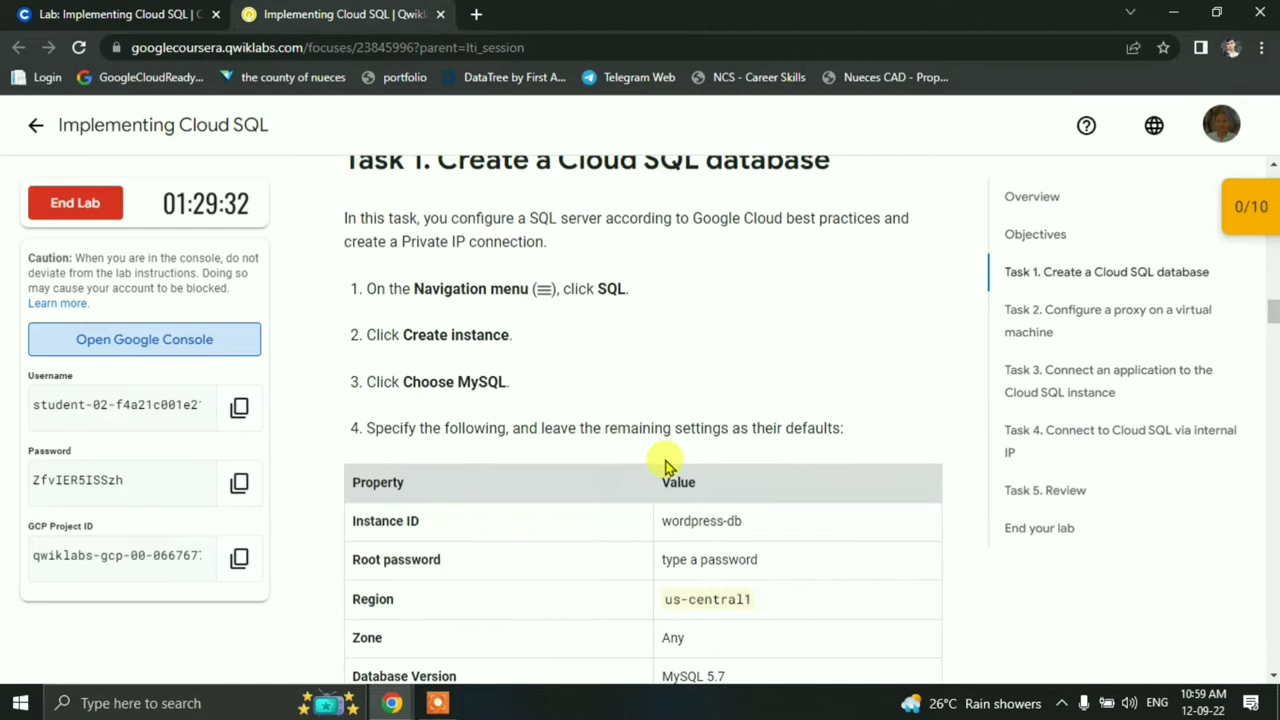 Lab: Implementing Cloud SQL | C
Implementing Cloud SQL | Qwikla
googlecoursera.qwiklabs.com/focuses/23845996?parent=lti_session
Login
GoogleCloudReady...
the county of nueces
portfolio
DataTree by First A...
Telegram Web
NCS - Career Skills
Nueces CAD - Prop...
Implementing Cloud SQL
End Lab
01:29:32
Caution: When you are in the console, do not
deviate from the lab instructions. Doing so
may cause your account to be blocked.
Learn more.
Open Google Console
Username
student-02-f4a21c001e2
Password
ZfvIER5ISSzh
GCP Project ID
qwiklabs-gcp-00-066767
Task 1. Create a Cloud SQL database
In this task, you configure a SQL server according to Google Cloud best practices and
create a Private IP connection.
1. On the Navigation menu (≡), click SQL.
2. Click Create instance.
3. Click Choose MySQL.
4. Specify the following, and leave the remaining settings as their defaults:
Property Value
Instance ID wordpress-db
Root password type a password
Region us-central1
Zone Any
Database Version MySQL 5.7
Overview
Objectives
Task 1. Create a Cloud SQL database
Task 2. Configure a proxy on a virtual
machine
Task 3. Connect an application to the
Cloud SQL instance
Task 4. Connect to Cloud SQL via internal
IP
Task 5. Review
End your lab
0/10
Type here to search
26°C Rain showers
ENG
10:59 AM
12-09-22